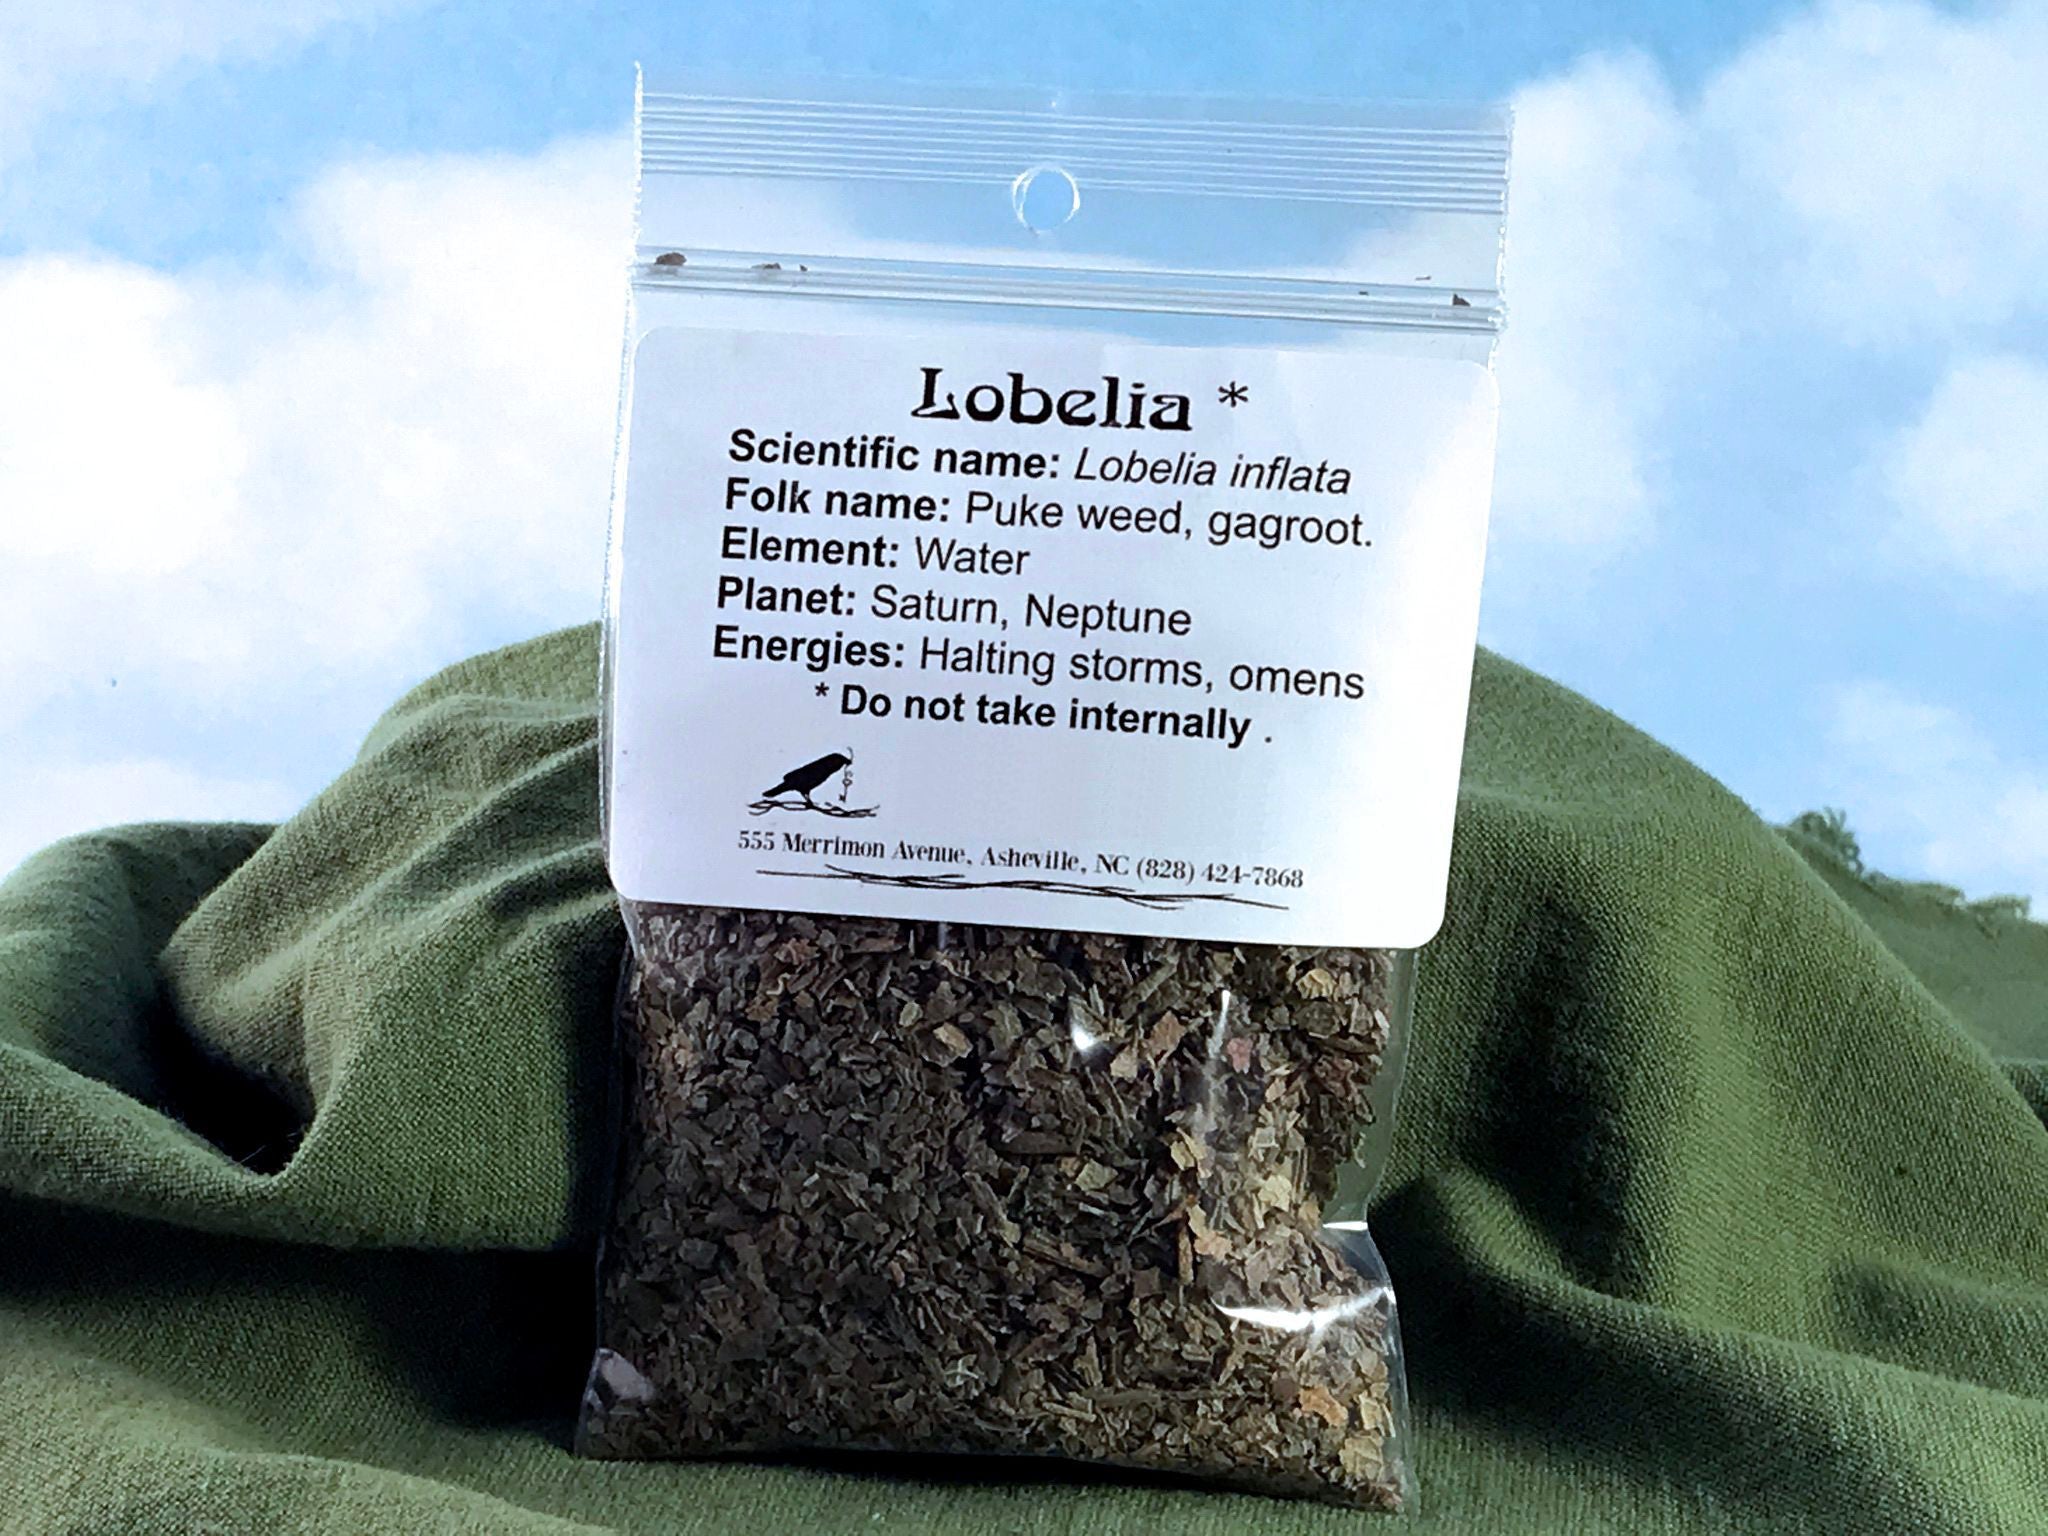 Lobelia *
Scientific name: Lobelia inflata
Folk name: Puke weed, gagroot.
Element: Water
Planet: Saturn, Neptune
Energies: Halting storms, omens
* Do not take internally .
555 Merrimon Avenue, Asheville, NC (828) 424-7868